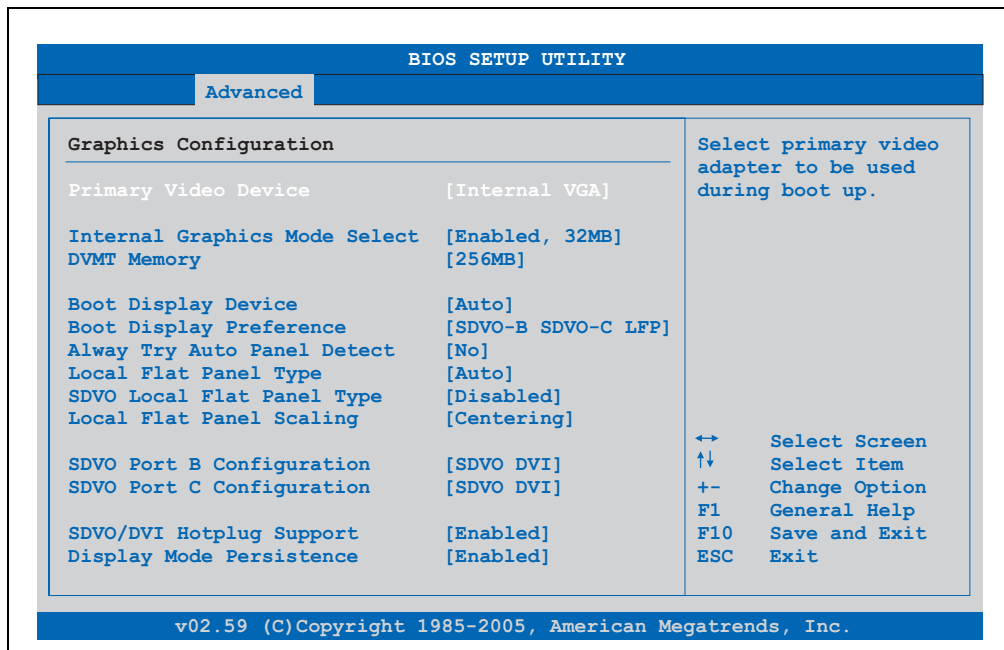 BIOS SETUP UTILITY
Advanced
Graphics Configuration
Primary Video Device [Internal VGA]
Internal Graphics Mode Select [Enabled, 32MB]
DVMT Memory [256MB]
Boot Display Device [Auto]
Boot Display Preference [SDVO-B SDVO-C LFP]
Alway Try Auto Panel Detect [No]
Local Flat Panel Type [Auto]
SDVO Local Flat Panel Type [Disabled]
Local Flat Panel Scaling [Centering]
SDVO Port B Configuration [SDVO DVI]
SDVO Port C Configuration [SDVO DVI]
SDVO/DVI Hotplug Support [Enabled]
Display Mode Persistence [Enabled]
Select primary video
adapter to be used
during boot up.
↔ Select Screen
↑↓ Select Item
+- Change Option
F1 General Help
F10 Save and Exit
ESC Exit
v02.59 (C)Copyright 1985-2005, American Megatrends, Inc.